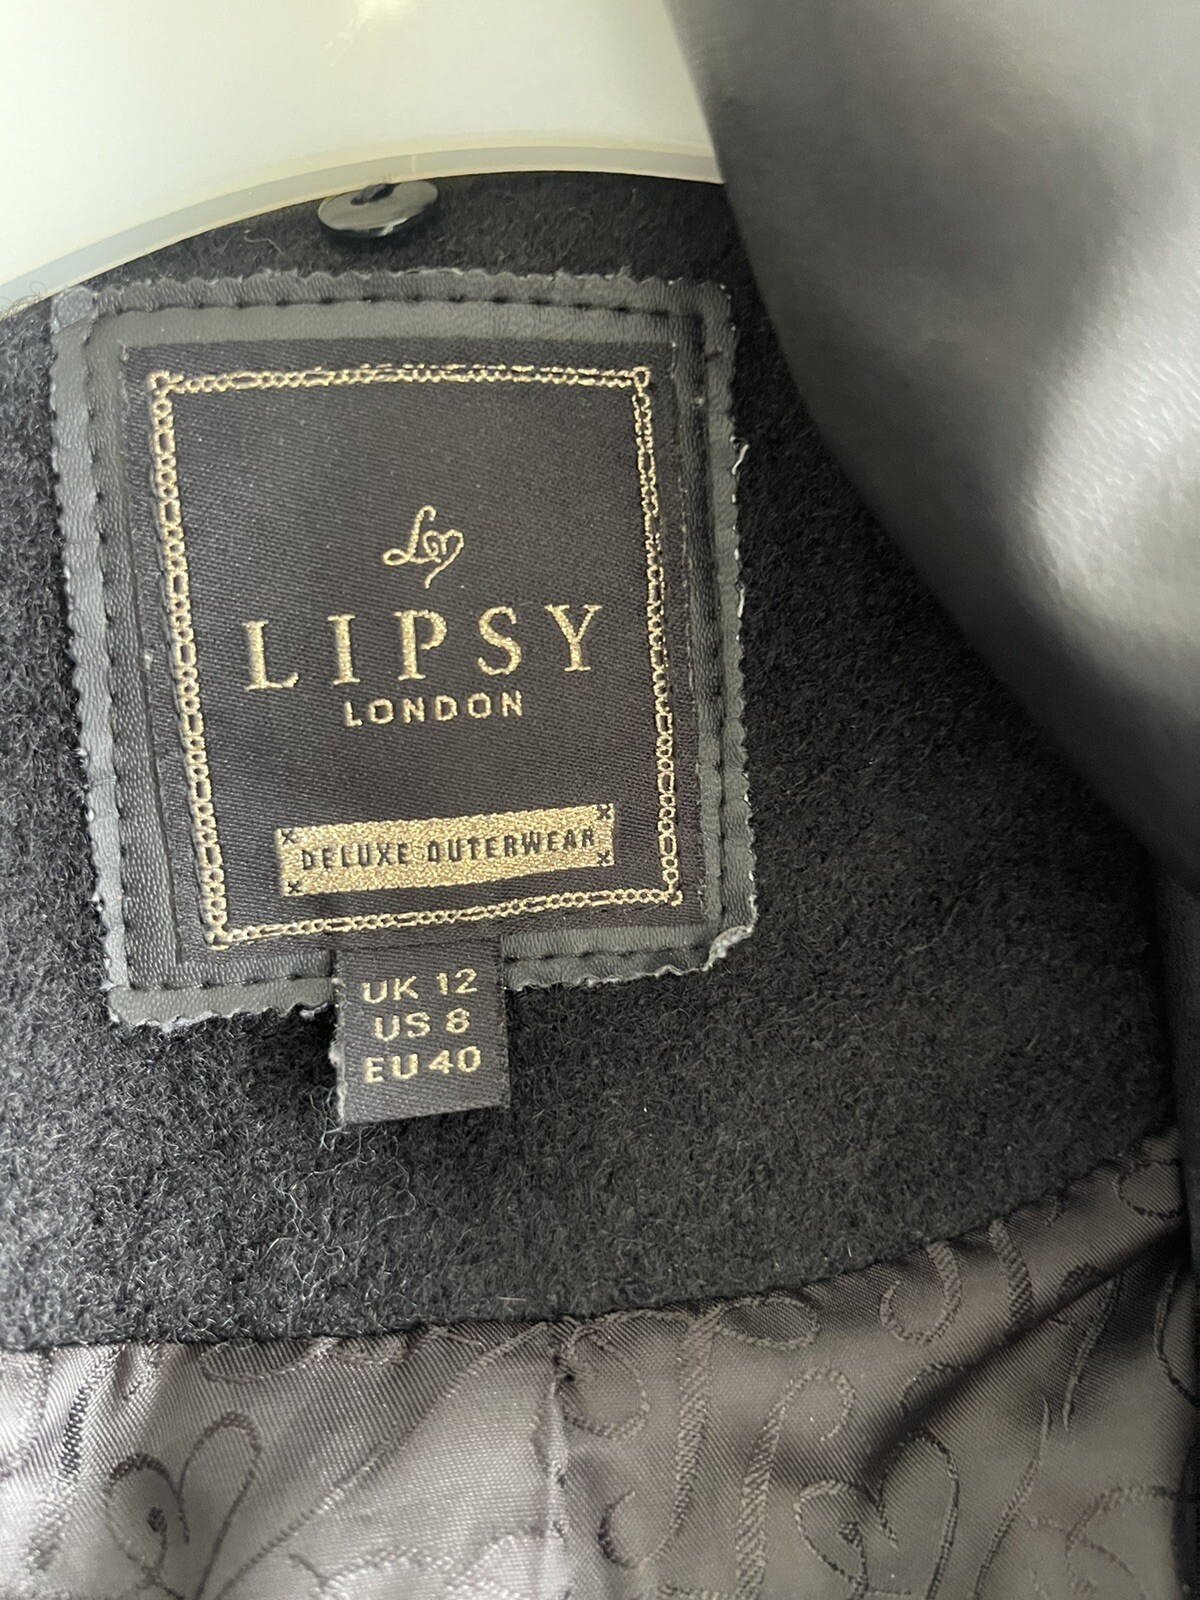 LIPSY
LONDON
DELUXE OUTERWEAR
UK 12
US 8
EU 40